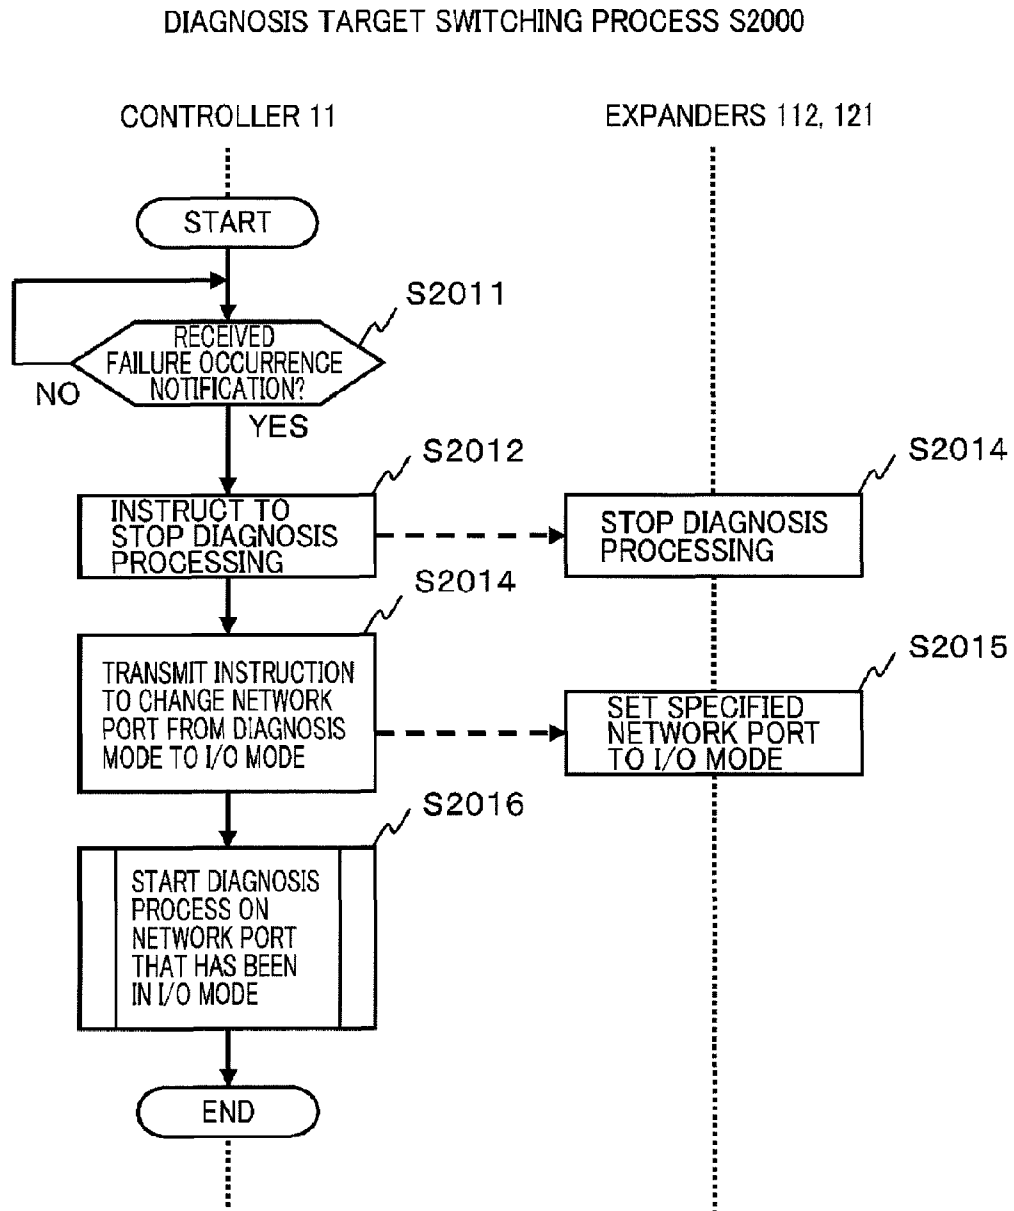 DIAGNOSIS TARGET SWITCHING PROCESS S2000
CONTROLLER 11
EXPANDERS 112, 121
START
S2011
RECEIVED
FAILURE OCCURRENCE
NOTIFICATION?
NO
YES
S2012
INSTRUCT TO
STOP DIAGNOSIS
PROCESSING
S2014
STOP DIAGNOSIS
PROCESSING
S2014
TRANSMIT INSTRUCTION
TO CHANGE NETWORK
PORT FROM DIAGNOSIS
MODE TO I/O MODE
S2015
SET SPECIFIED
NETWORK PORT
TO I/O MODE
S2016
START DIAGNOSIS
PROCESS ON
NETWORK PORT
THAT HAS BEEN
IN I/O MODE
END